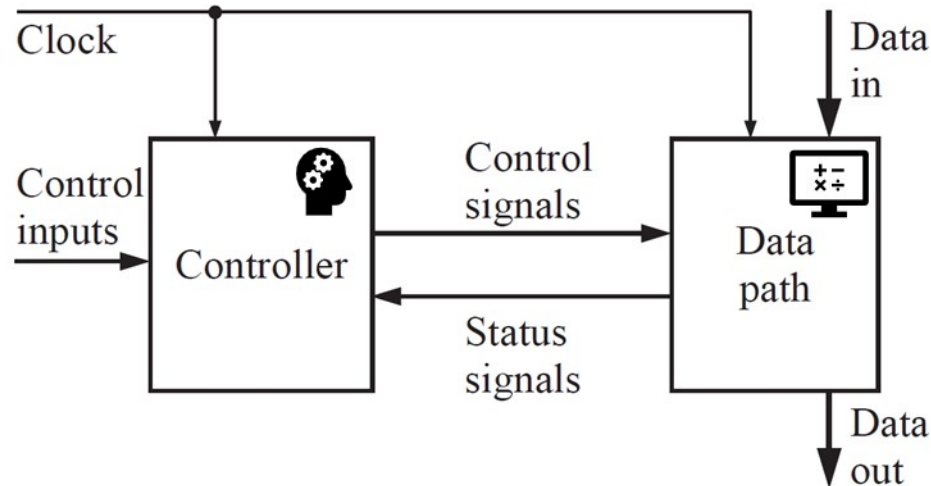 Clock
Data
in
Control
inputs
Control
signals
+ −
× ÷
Controller
Data
path
Status
signals
Data
out